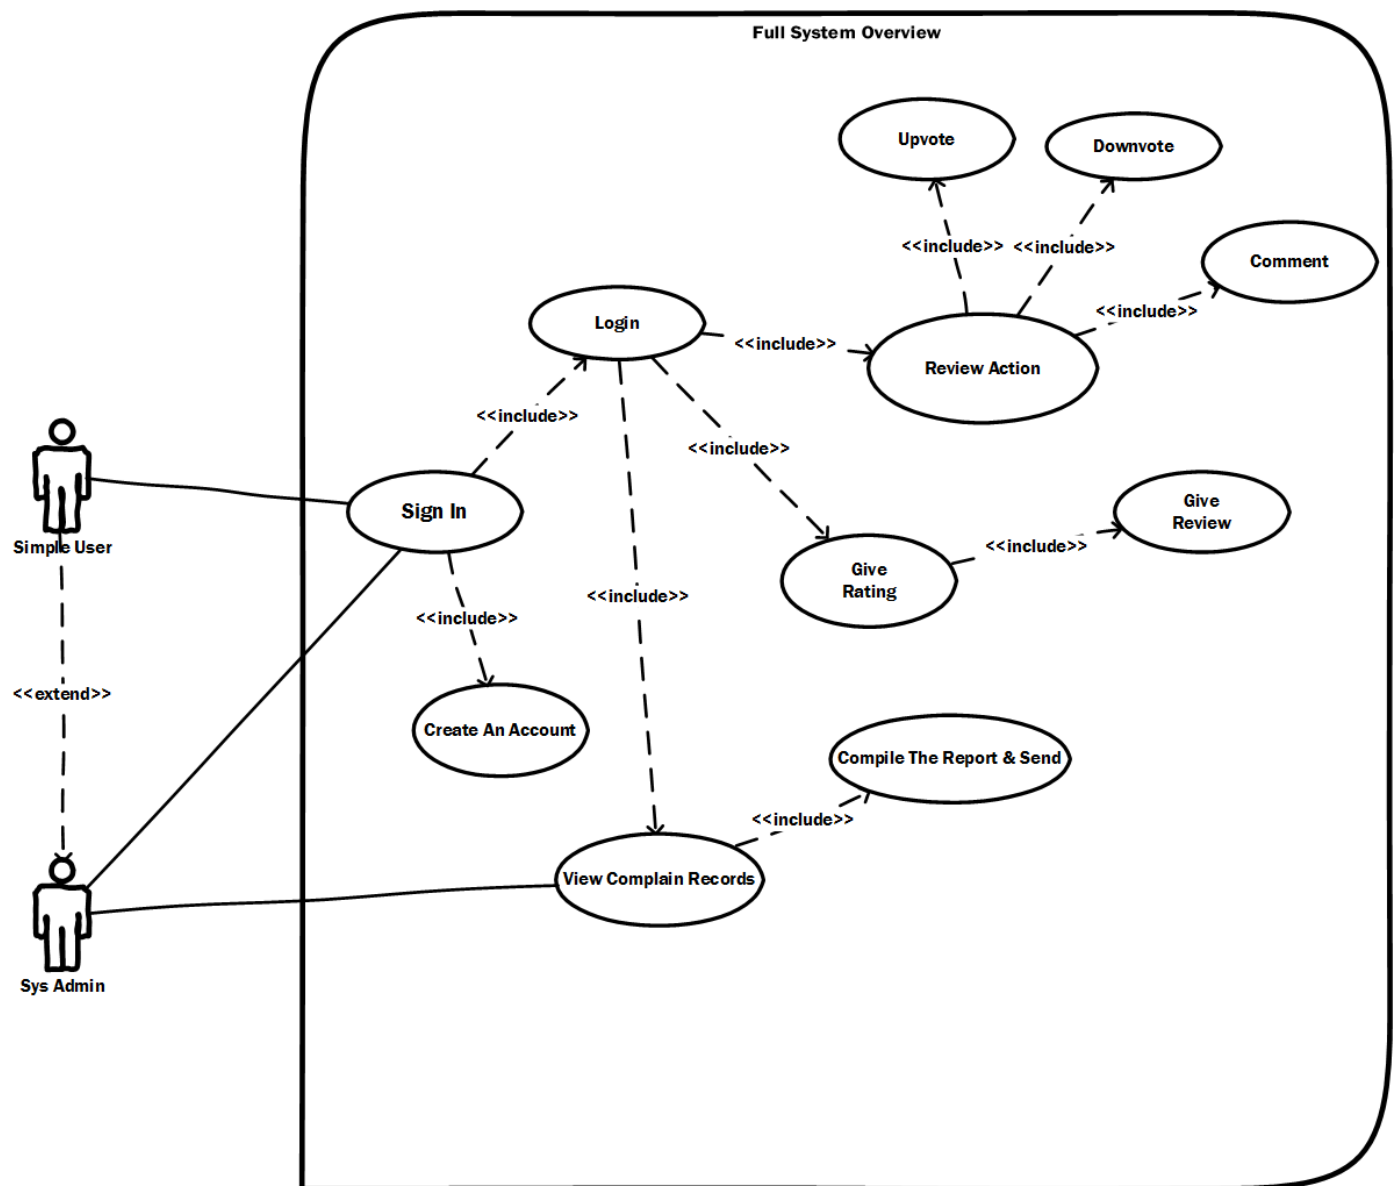 Full System Overview
Upvote
Downvote
<<include>>
<<include>>
Comment
<<include>>
Login
<<include>>
Review Action
<<include>>
<<include>>
Sign In
Give
Review
<<include>>
Simple User
Give
Rating
<<include>>
<<include>>
<<extend>>
Create An Account
Compile The Report & Send
<<include>>
View Complain Records
Sys Admin